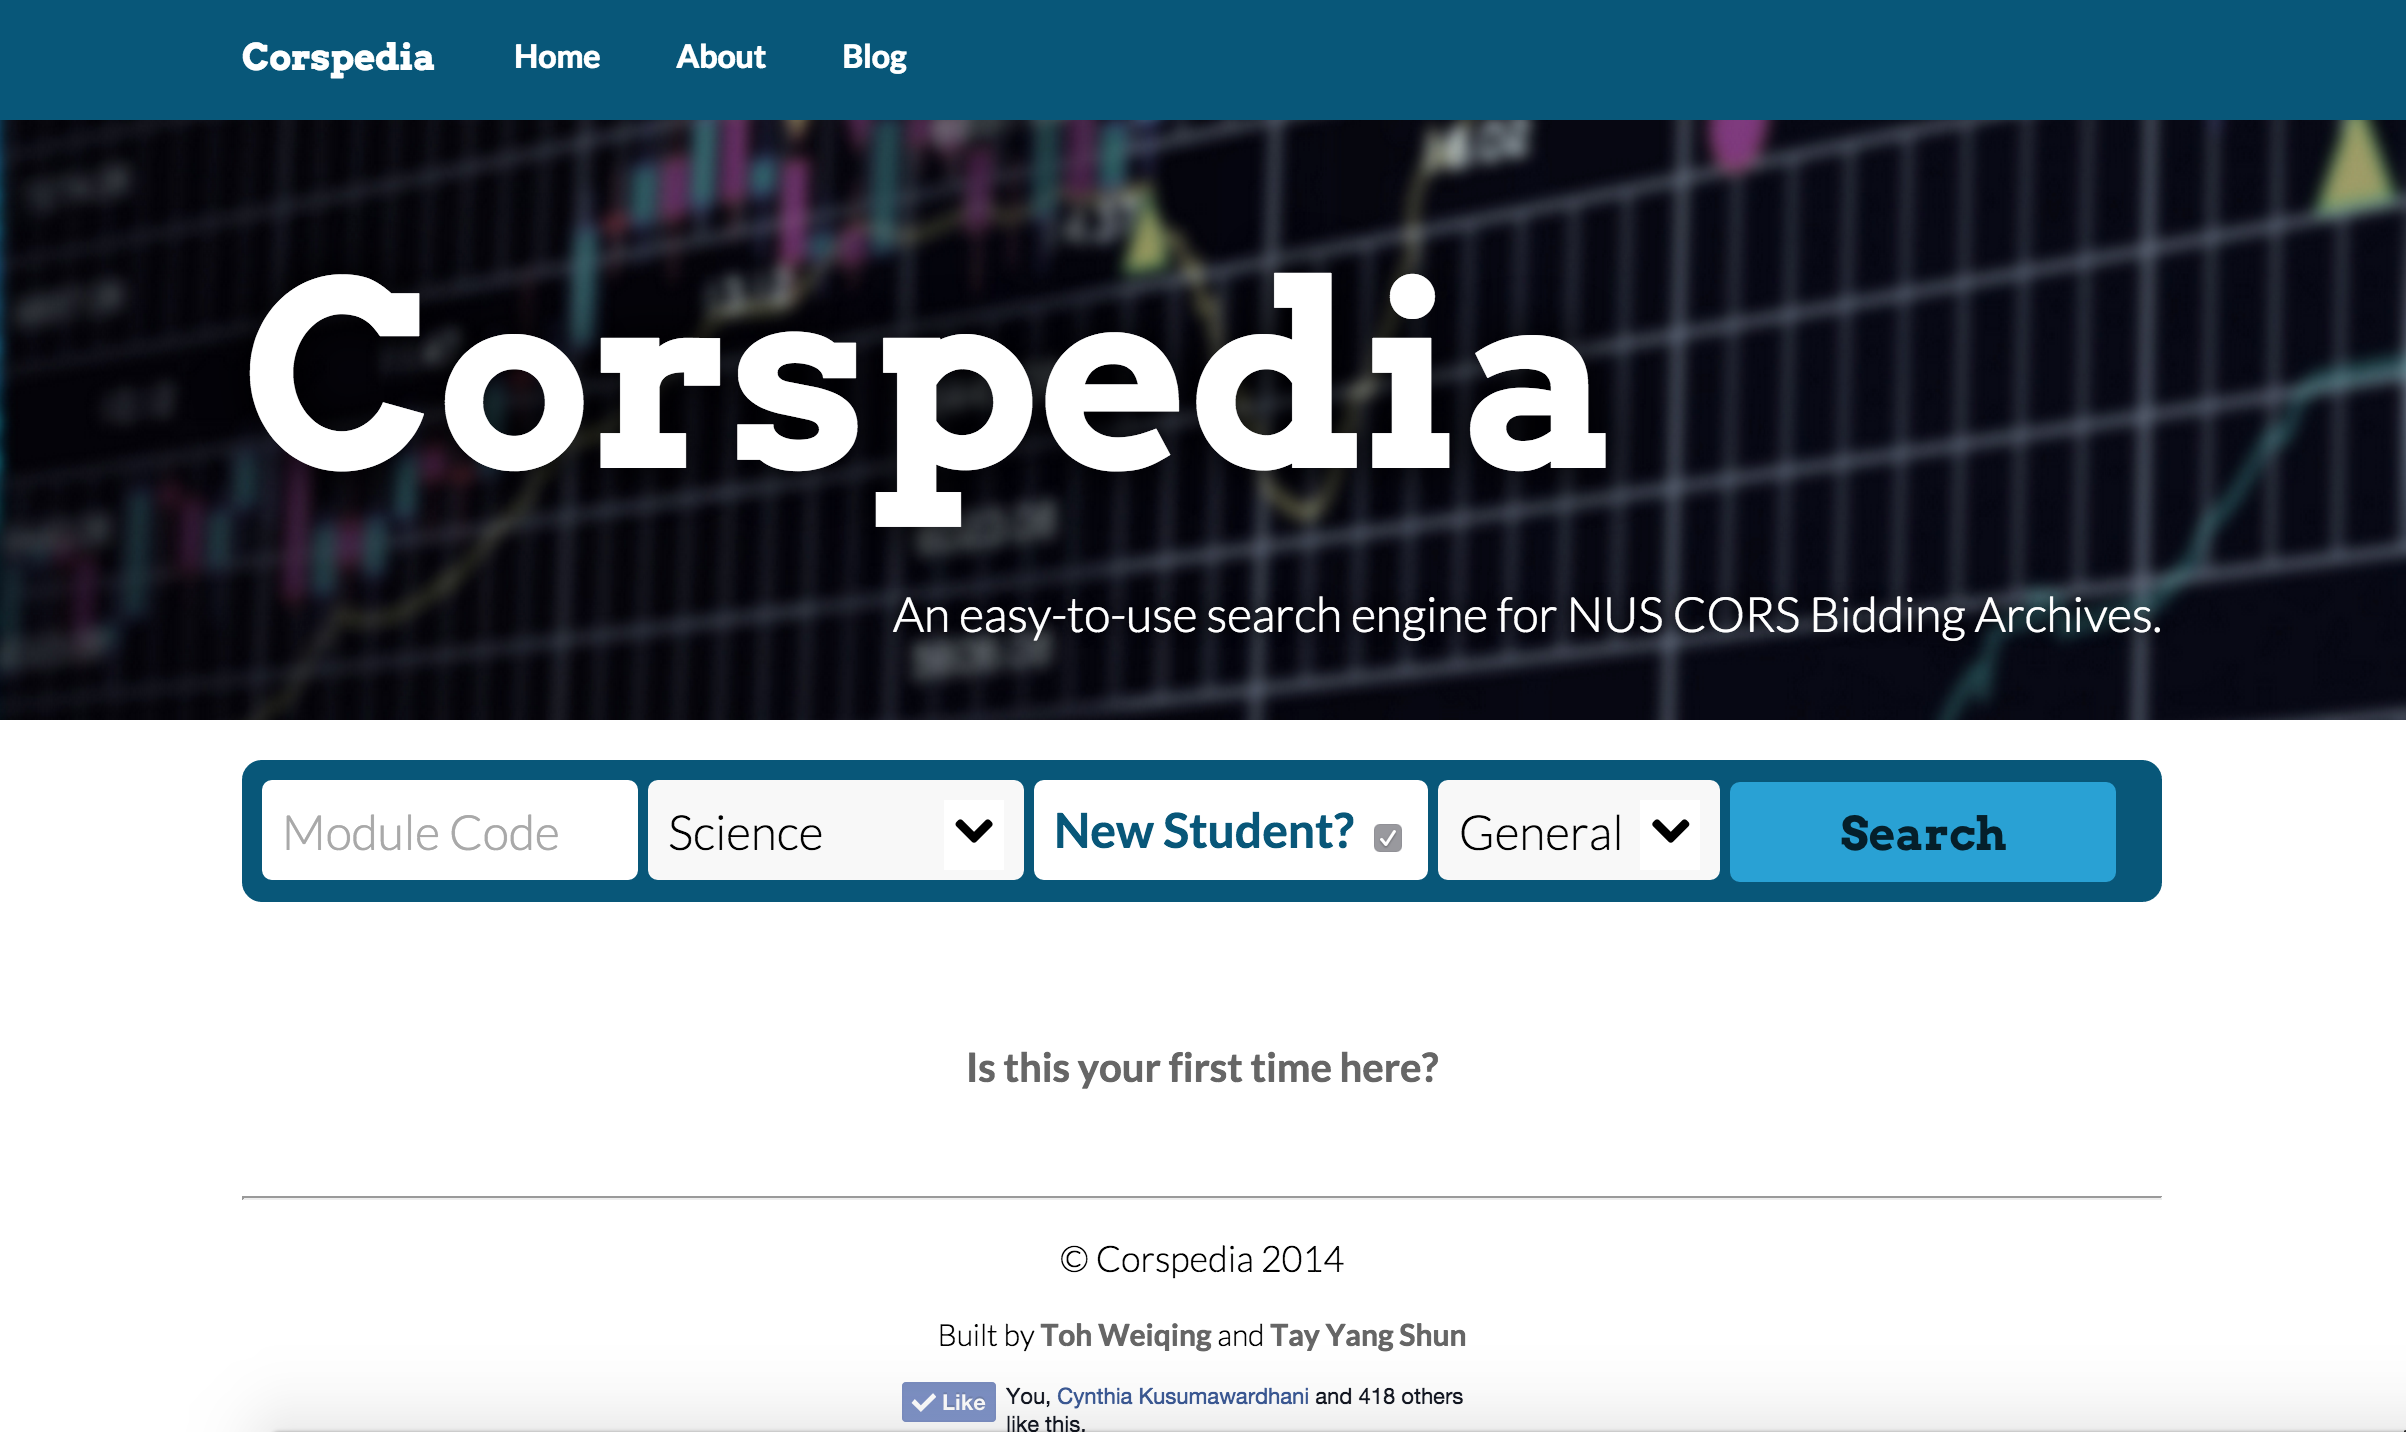 Corspedia Home About Blog
Corspedia
An easy-to-use search engine for NUS CORS Bidding Archives.
Module Code Science New Student? General Search
Is this your first time here?
© Corspedia 2014
Built by Toh Weiqing and Tay Yang Shun
Like You, Cynthia Kusumawardhani and 418 others
like this.